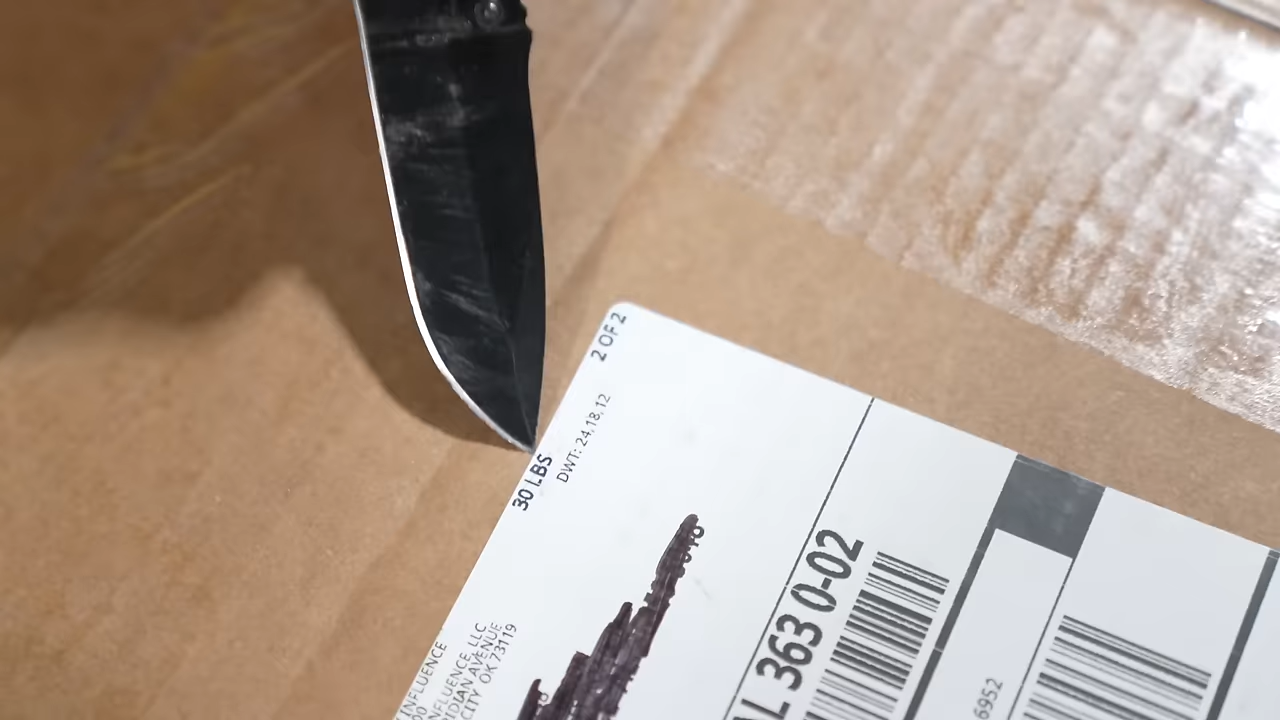 2 OF 2
30 LBS
DWT: 24,18,12
INFLUENCE
INFLUENCE, LLC
AVENUE
CITY OK 73119
AL 363 0-02
6952